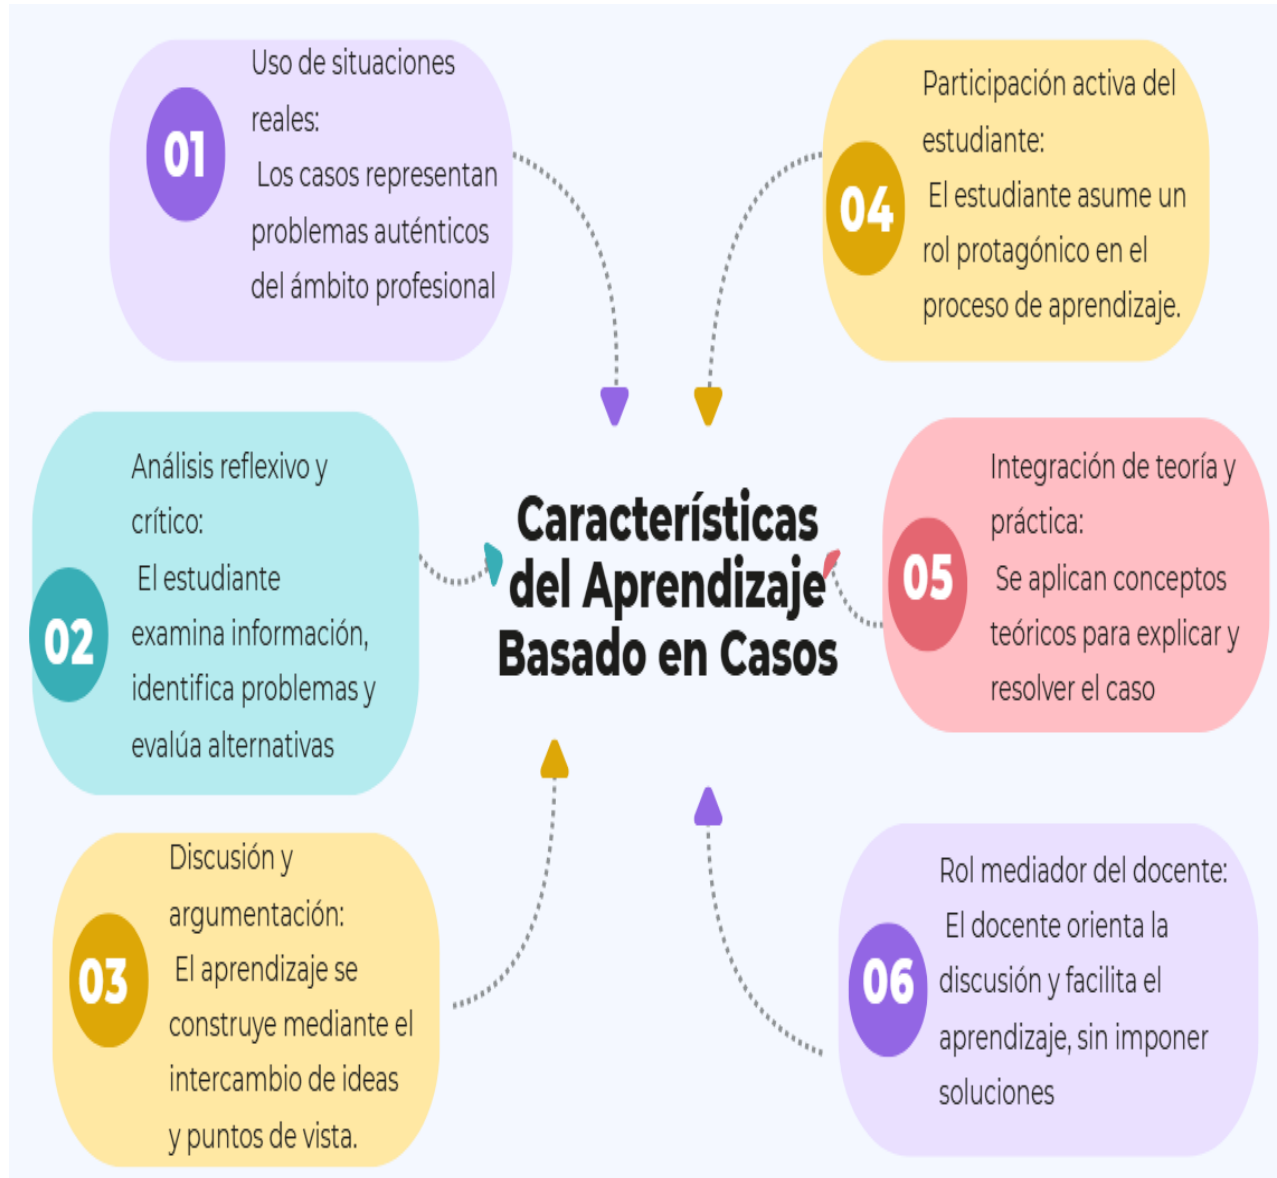 01
Uso de situaciones
reales:
Los casos representan
problemas auténticos
del ámbito profesional
02
Análisis reflexivo y
crítico:
El estudiante
examina información,
identifica problemas y
evalúa alternativas
03
Discusión y
argumentación:
El aprendizaje se
construye mediante el
intercambio de ideas
y puntos de vista.
Características
del Aprendizaje
Basado en Casos
04
Participación activa del
estudiante:
El estudiante asume un
rol protagónico en el
proceso de aprendizaje.
05
Integración de teoría y
práctica:
Se aplican conceptos
teóricos para explicar y
resolver el caso
06
Rol mediador del docente:
El docente orienta la
discusión y facilita el
aprendizaje, sin imponer
soluciones